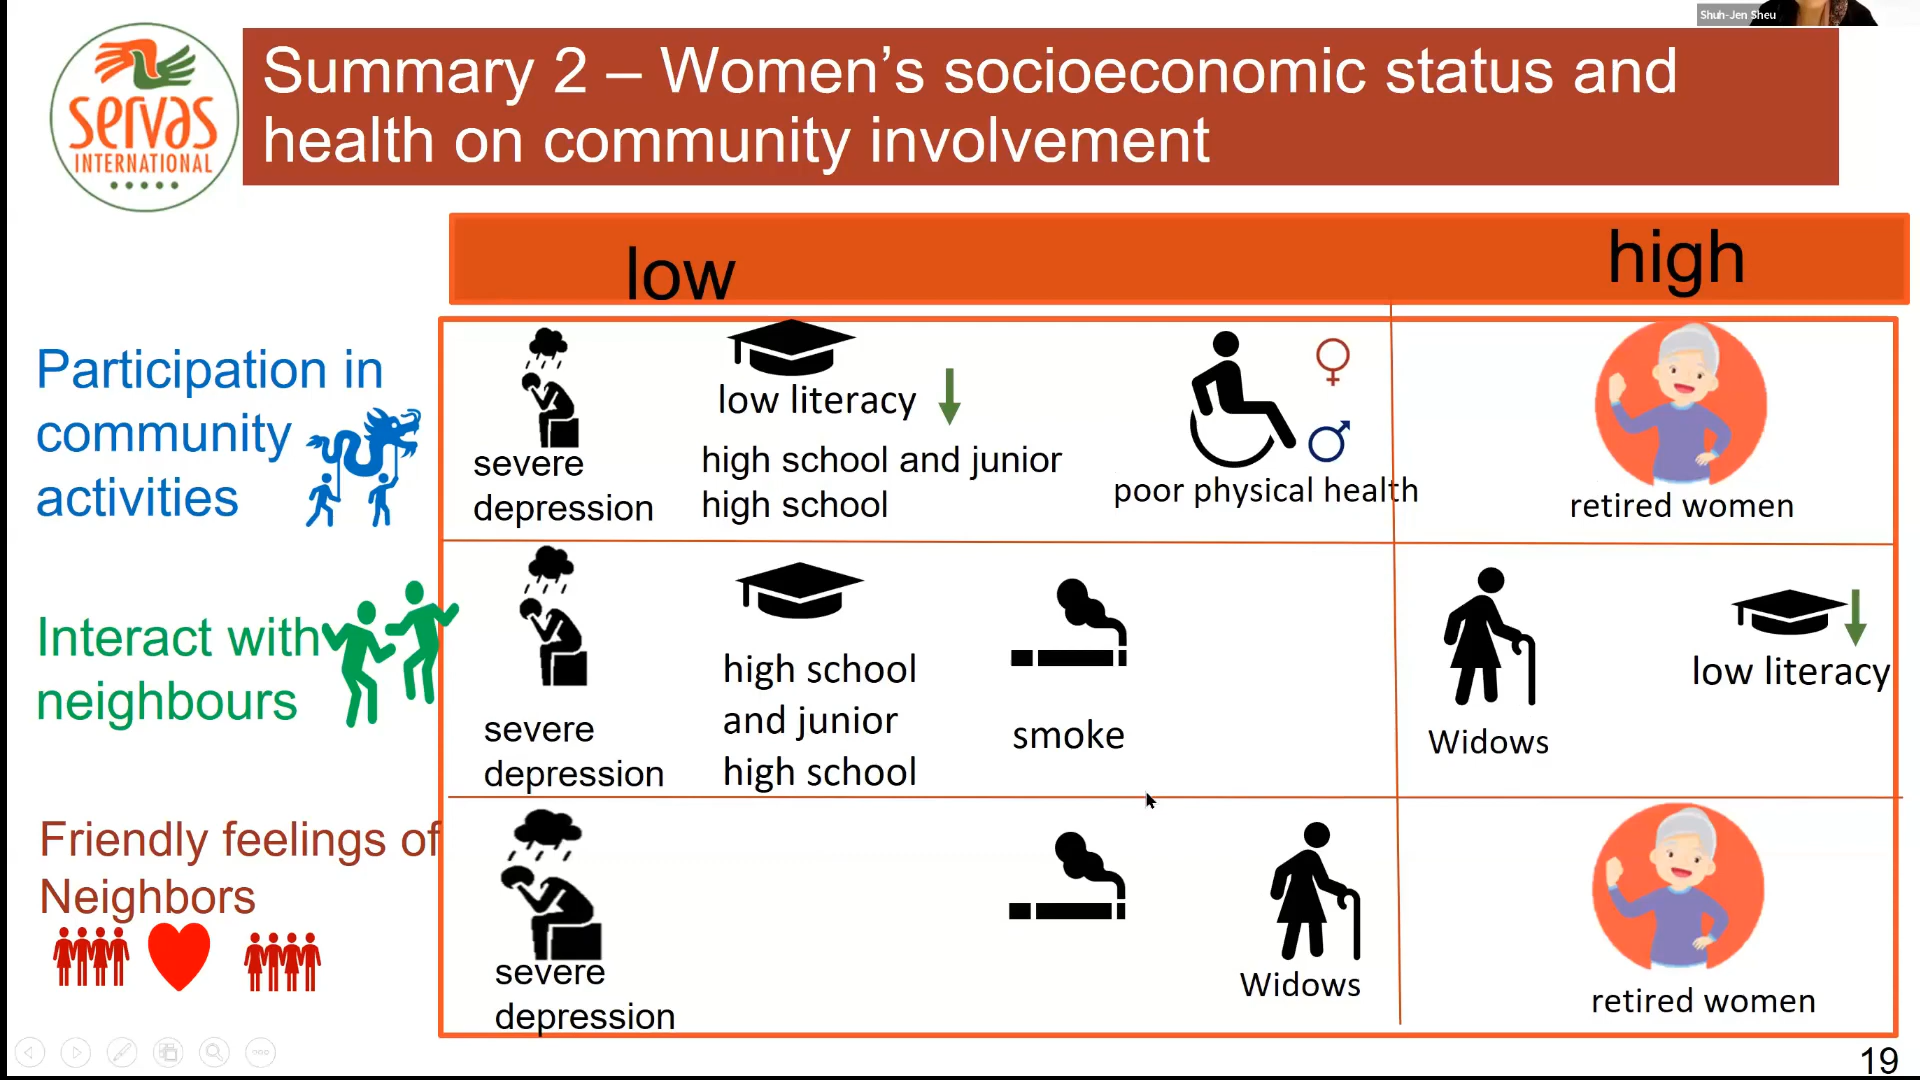 Shuh-Jen Sheu
servas
INTERNATIONAL
Summary 2 – Women's socioeconomic status and
health on community involvement
low
high
Participation in
community
activities
severe
depression
low literacy
high school and junior
high school
poor physical health
retired women
Interact with
neighbours
severe
depression
high school
and junior
high school
smoke
Widows
low literacy
Friendly feelings of
Neighbors
severe
depression
Widows
retired women
19